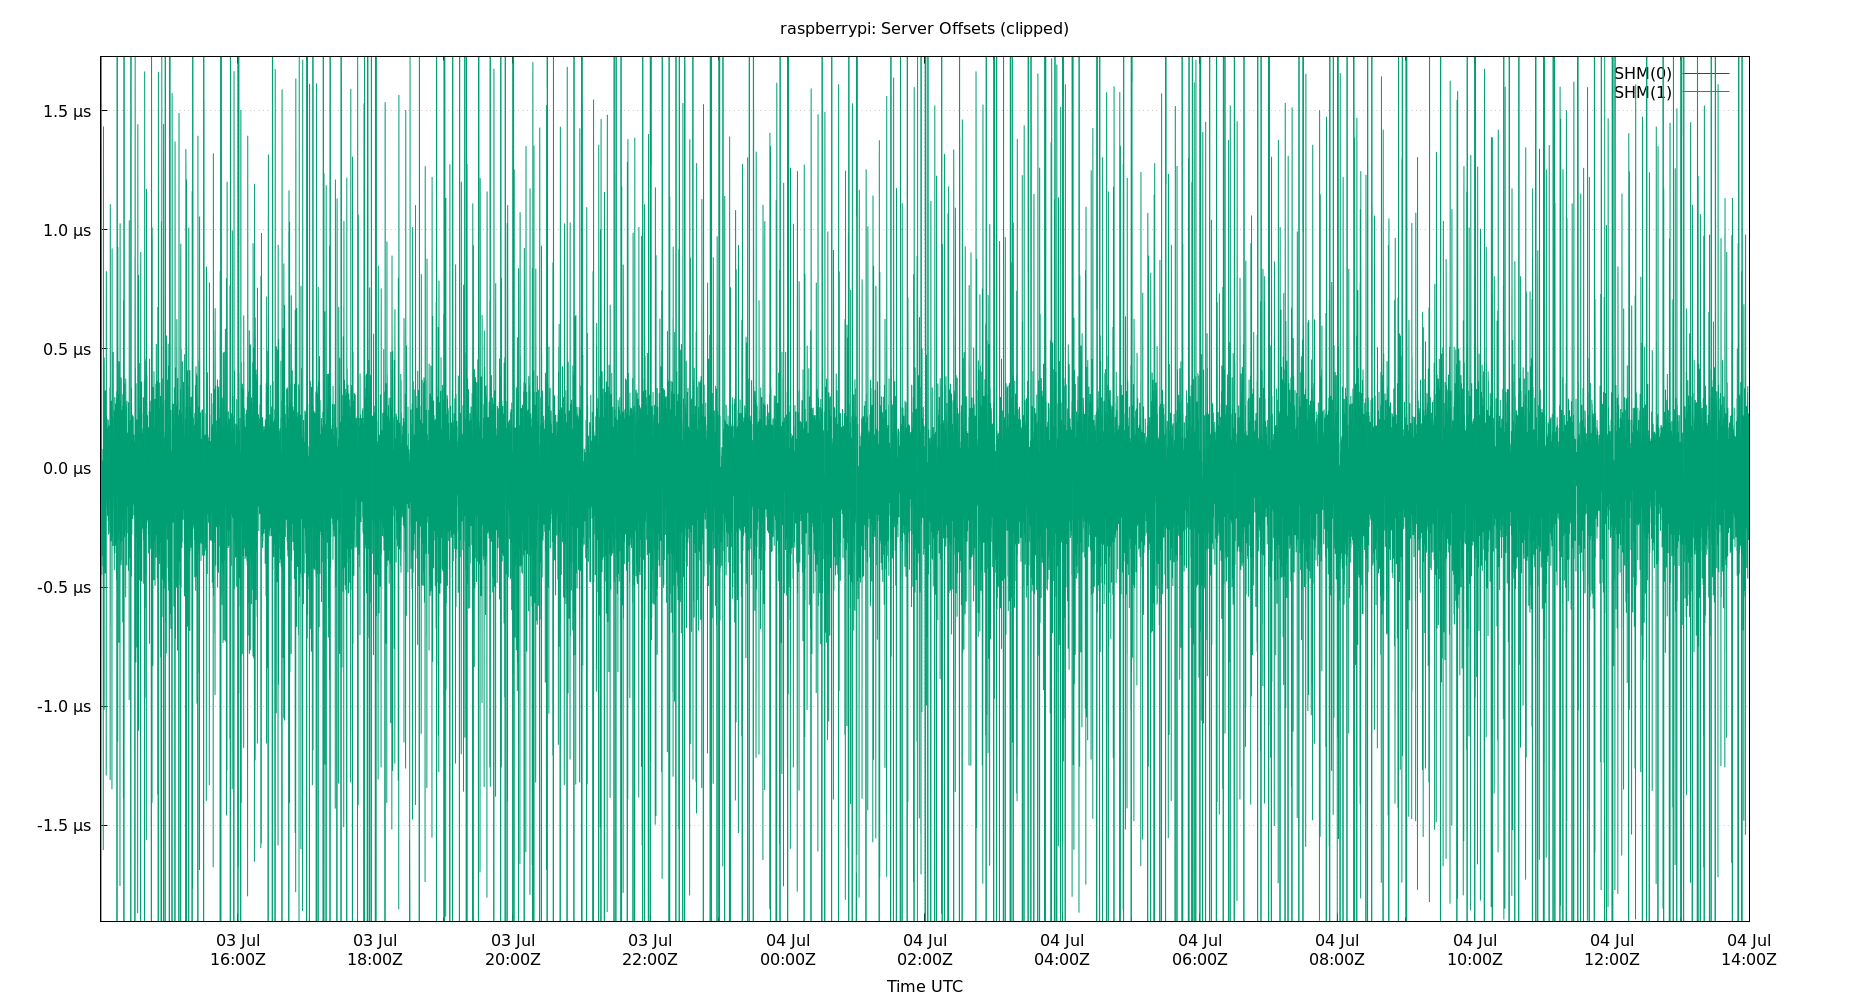 raspberrypi: Server Offsets (clipped)
SHM(0)
SHM(1)
1.5 µs
1.0 µs
0.5 µs
0.0 µs
-0.5 µs
-1.0 µs
-1.5 µs
03 Jul 03 Jul 03 Jul 03 Jul 04 Jul 04 Jul 04 Jul 04 Jul 04 Jul 04 Jul 04 Jul 04 Jul
16:00Z 18:00Z 20:00Z 22:00Z 00:00Z 02:00Z 04:00Z 06:00Z 08:00Z 10:00Z 12:00Z 14:00Z
Time UTC